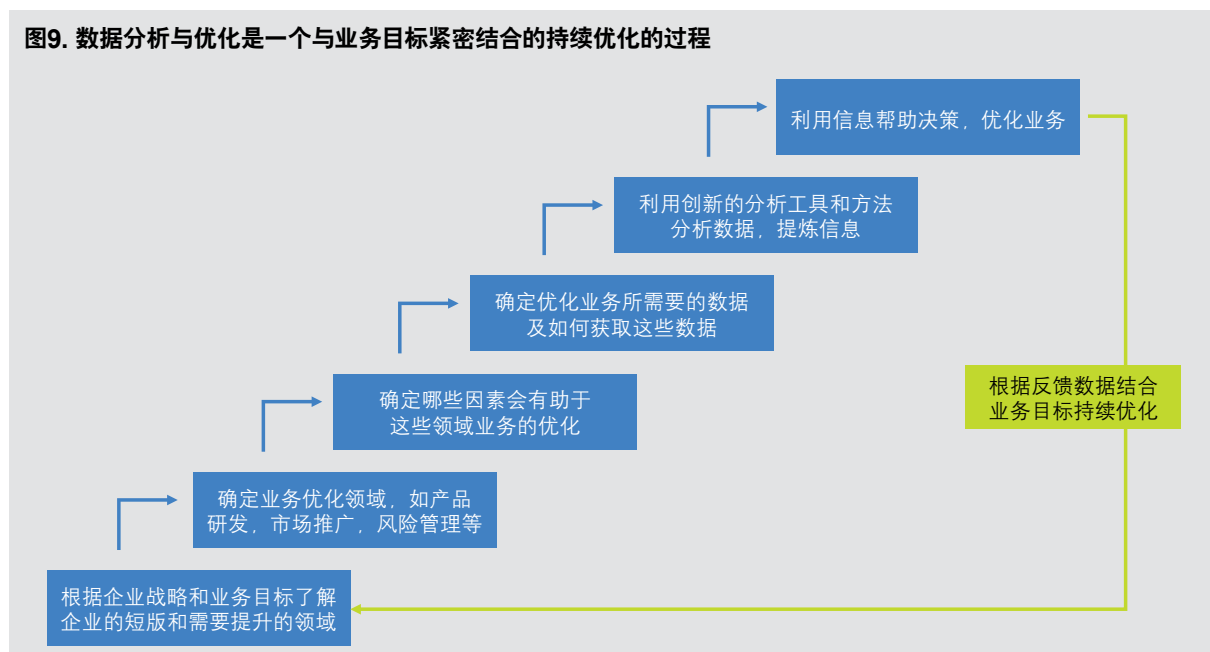 图9. 数据分析与优化是一个与业务目标紧密结合的持续优化的过程
利用信息帮助决策，优化业务
利用创新的分析工具和方法
分析数据，提炼信息
确定优化业务所需要的数据
及如何获取这些数据
确定哪些因素会有助于
这些领域业务的优化
根据反馈数据结合
业务目标持续优化
确定业务优化领域，如产品
研发，市场推广，风险管理等
根据企业战略和业务目标了解
企业的短版和需要提升的领域